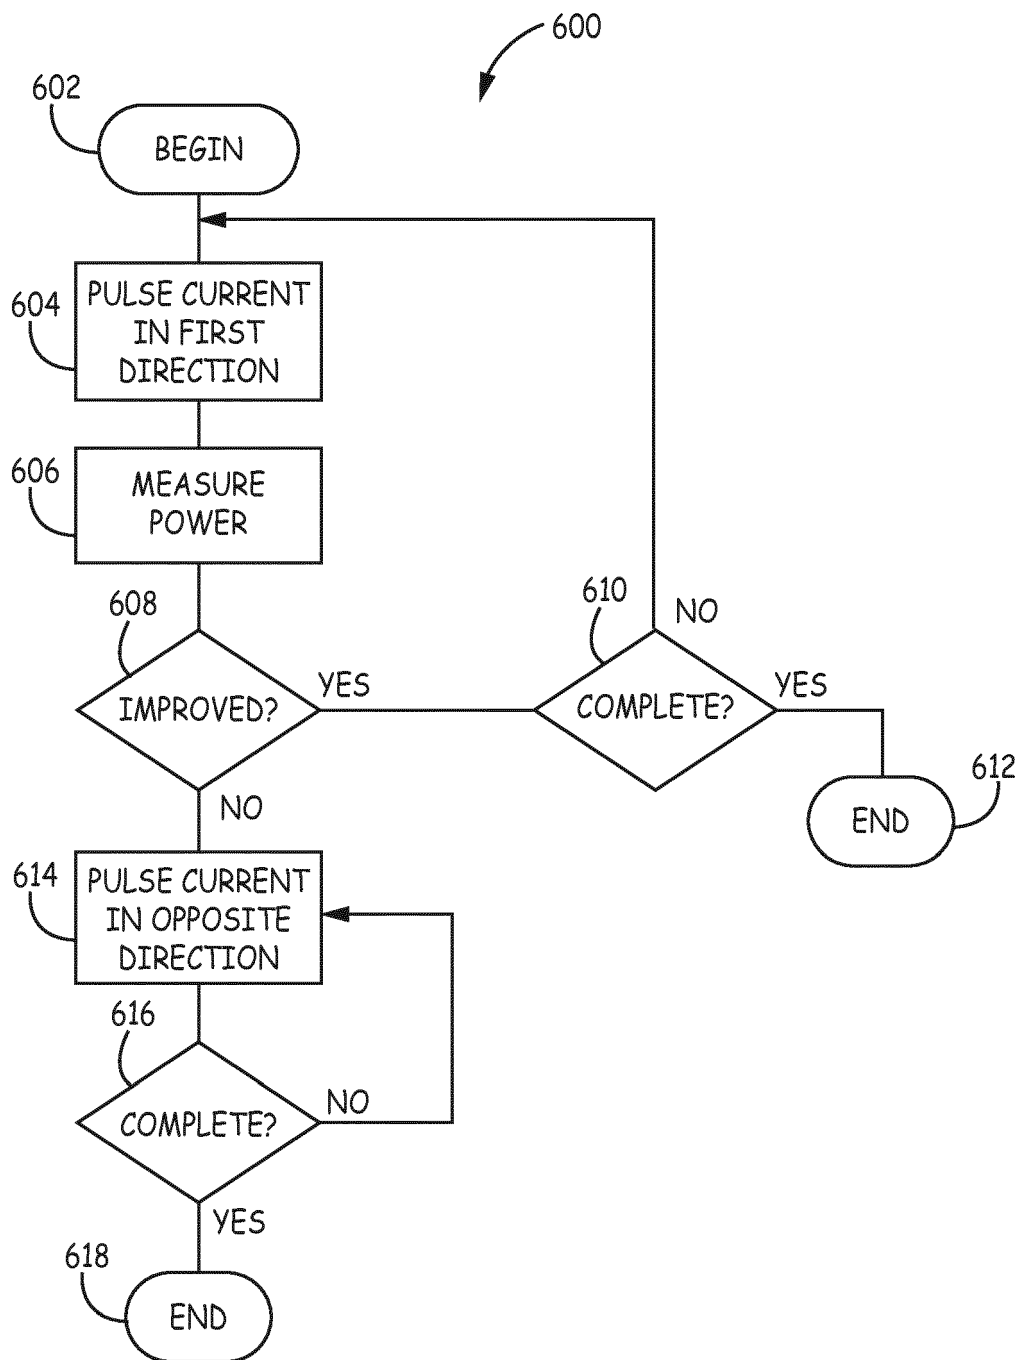 600
602
BEGIN
604
PULSE CURRENT
IN FIRST
DIRECTION
606
MEASURE
POWER
608
IMPROVED?
YES
610
NO
COMPLETE?
YES
612
END
NO
614
PULSE CURRENT
IN OPPOSITE
DIRECTION
616
COMPLETE?
NO
YES
618
END